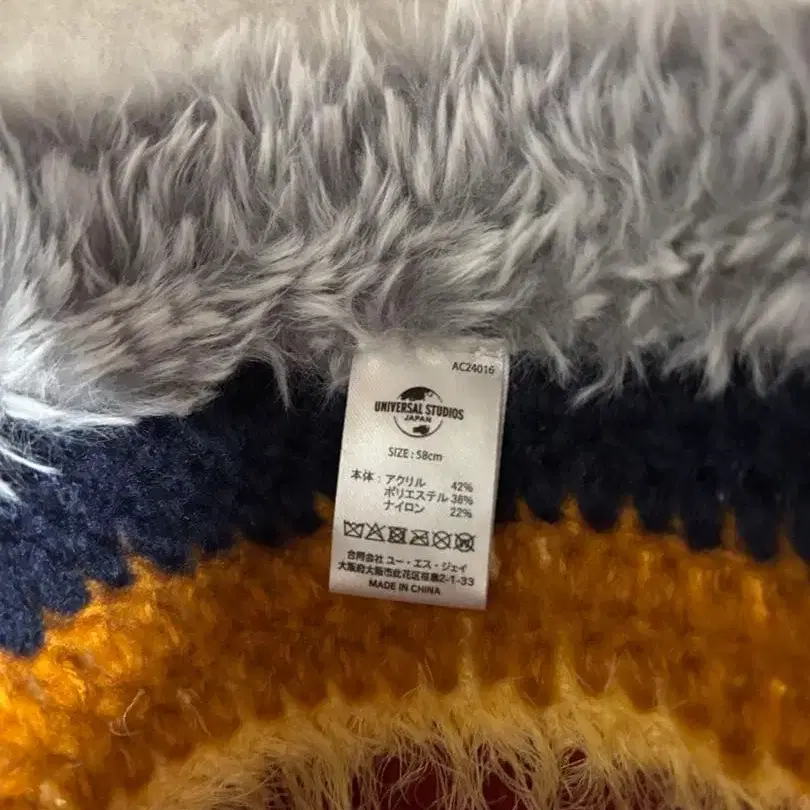 AC24016
UNIVERSAL STUDIOS
JAPAN
SIZE : 58cm
本体 : アクリル 42%
ポリエステル 36%
ナイロン 22%
合同会社 ユー・エス・ジェイ
大阪府大阪市此花区桜島2-1-33
MADE IN CHINA